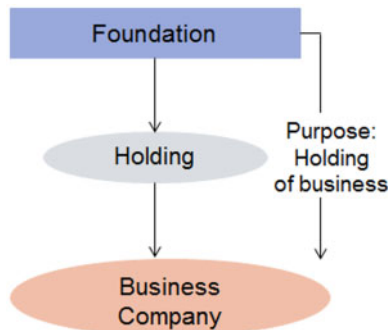 Foundation
Holding
Purpose:
Holding
of business
Business
Company